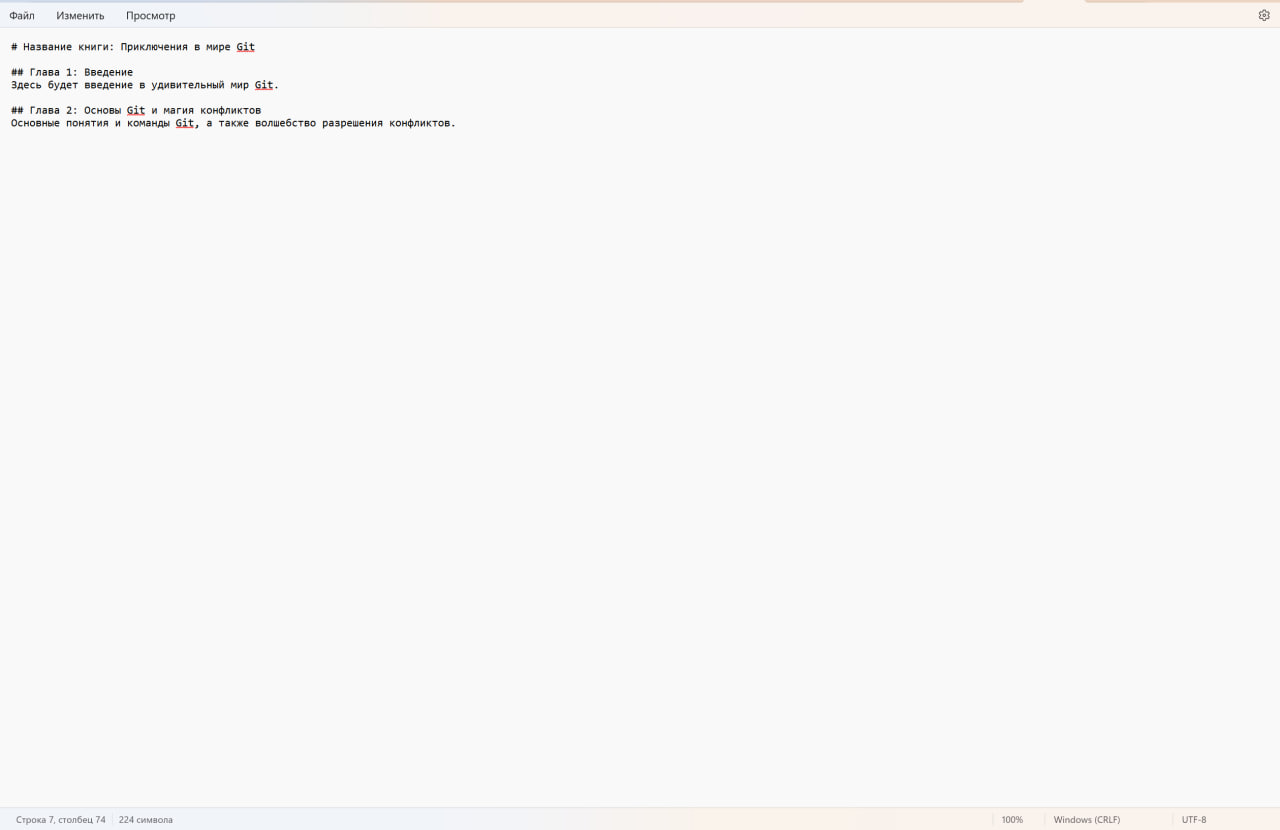 Файл Изменить Просмотр
# Название книги: Приключения в мире Git
## Глава 1: Введение
Здесь будет введение в удивительный мир Git.
## Глава 2: Основы Git и магия конфликтов
Основные понятия и команды Git, а также волшебство разрешения конфликтов.
Строка 7, столбец 74 224 символа 100% Windows (CRLF) UTF-8